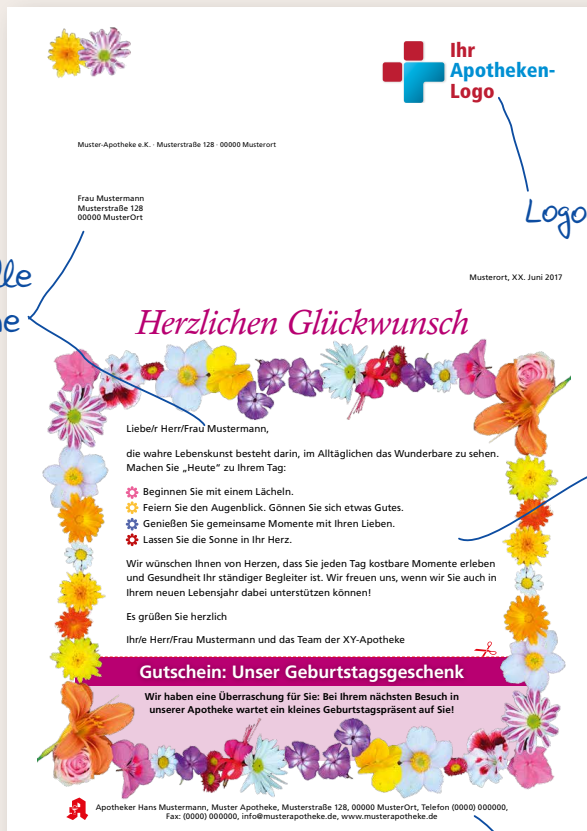 Ihr
Apotheken-
Logo
Muster-Apotheke e.K. · Musterstraße 128 · 00000 Musterort
Frau Mustermann
Musterstraße 128
00000 MusterOrt
Logo
Musterort, XX. Juni 2017
Herzlichen Glückwunsch
Liebe/r Herr/Frau Mustermann,
die wahre Lebenskunst besteht darin, im Alltäglichen das Wunderbare zu sehen.
Machen Sie „Heute“ zu Ihrem Tag:
Beginnen Sie mit einem Lächeln.
Feiern Sie den Augenblick. Gönnen Sie sich etwas Gutes.
Genießen Sie gemeinsame Momente mit Ihren Lieben.
Lassen Sie die Sonne in Ihr Herz.
Wir wünschen Ihnen von Herzen, dass Sie jeden Tag kostbare Momente erleben
und Gesundheit Ihr ständiger Begleiter ist. Wir freuen uns, wenn wir Sie auch in
Ihrem neuen Lebensjahr dabei unterstützen können!
Es grüßen Sie herzlich
Ihr/e Herr/Frau Mustermann und das Team der XY-Apotheke
Gutschein: Unser Geburtstagsgeschenk
Wir haben eine Überraschung für Sie: Bei Ihrem nächsten Besuch in
unserer Apotheke wartet ein kleines Geburtstagspräsent auf Sie!
Apotheker Hans Mustermann, Muster Apotheke, Musterstraße 128, 00000 MusterOrt, Telefon (0000) 000000,
Fax: (0000) 000000, info@musterapotheke.de, www.musterapotheke.de